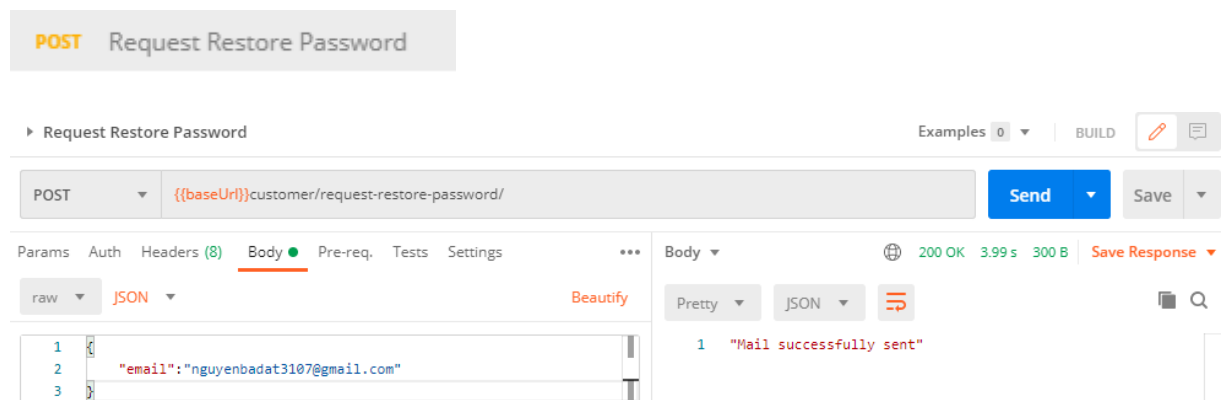 POST Request Restore Password
Request Restore Password Examples 0 BUILD
POST {{baseUrl}}customer/request-restore-password/ Send Save
Params Auth Headers (8) Body Pre-req. Tests Settings ••• Body 200 OK 3.99 s 300 B Save Response
raw JSON Beautify Pretty JSON
1 { 1 "Mail successfully sent"
2 "email":"nguyenbadat3107@gmail.com"
3 }